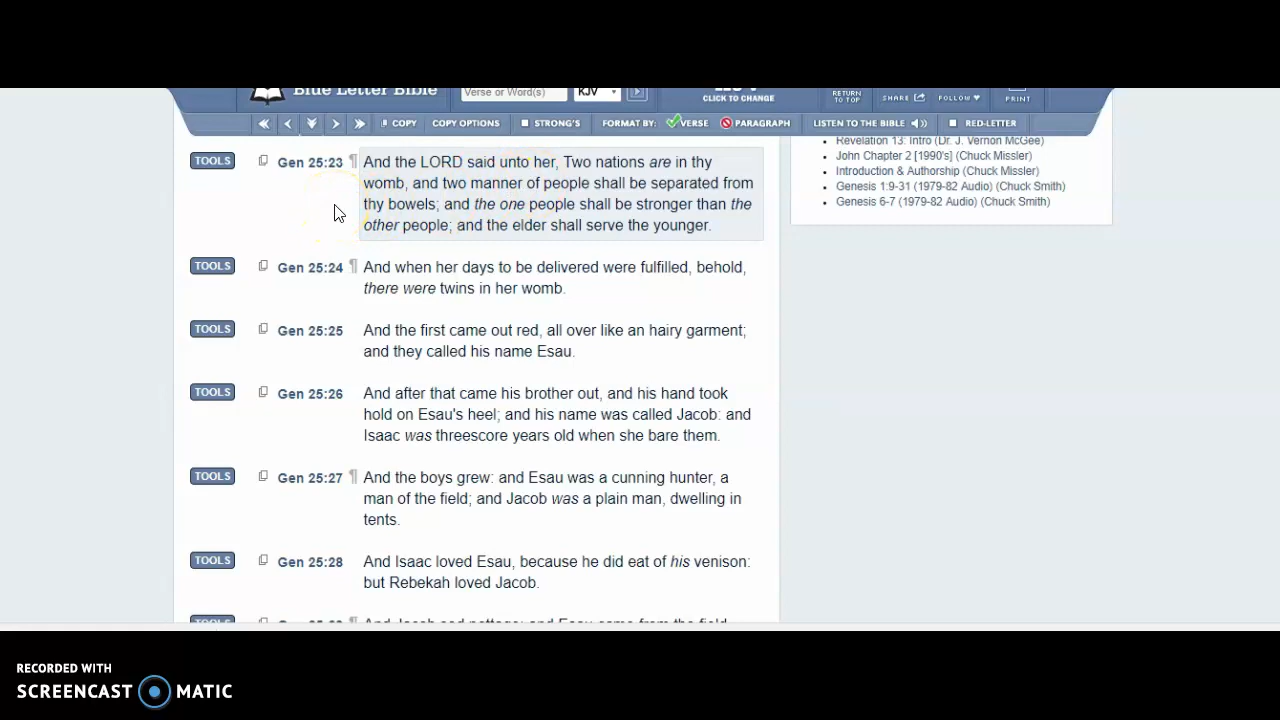 Blue Letter Bible
Verse or Word(s)
KJV
CLICK TO CHANGE
RETURN
TO TOP
SHARE
FOLLOW
PRINT
COPY
COPY OPTIONS
STRONG'S
FORMAT BY:
VERSE
PARAGRAPH
LISTEN TO THE BIBLE
RED-LETTER
Revelation 13: Intro (Dr. J. Vernon McGee)
John Chapter 2 [1990's] (Chuck Missler)
Introduction & Authorship (Chuck Missler)
Genesis 1:9-31 (1979-82 Audio) (Chuck Smith)
Genesis 6-7 (1979-82 Audio) (Chuck Smith)
TOOLS Gen 25:23 ¶ And the LORD said unto her, Two nations are in thy
womb, and two manner of people shall be separated from
thy bowels; and the one people shall be stronger than the
other people; and the elder shall serve the younger.
TOOLS Gen 25:24 ¶ And when her days to be delivered were fulfilled, behold,
there were twins in her womb.
TOOLS Gen 25:25 And the first came out red, all over like an hairy garment;
and they called his name Esau.
TOOLS Gen 25:26 And after that came his brother out, and his hand took
hold on Esau's heel; and his name was called Jacob: and
Isaac was threescore years old when she bare them.
TOOLS Gen 25:27 ¶ And the boys grew: and Esau was a cunning hunter, a
man of the field; and Jacob was a plain man, dwelling in
tents.
TOOLS Gen 25:28 And Isaac loved Esau, because he did eat of his venison:
but Rebekah loved Jacob.
RECORDED WITH
SCREENCAST MATIC